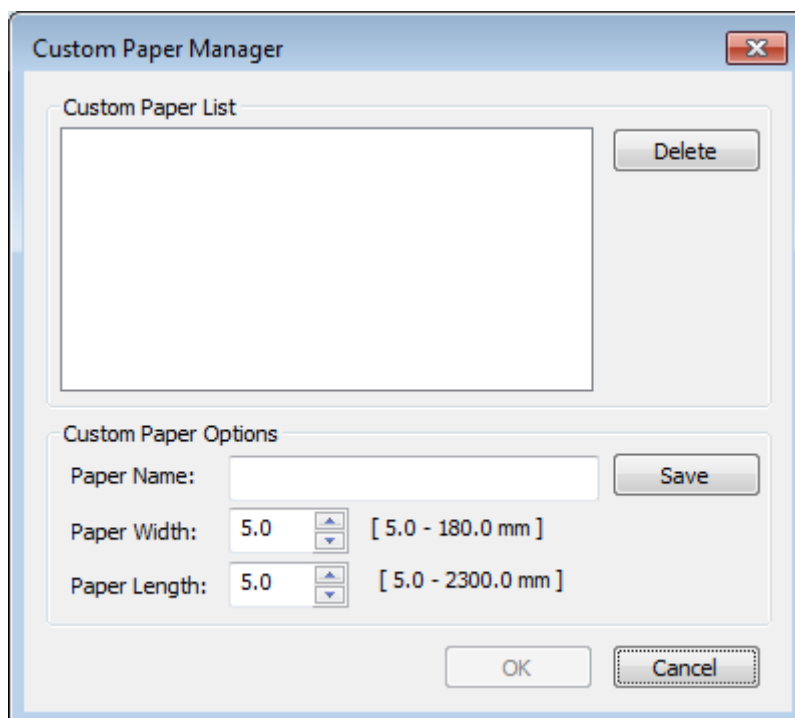 Custom Paper Manager
Custom Paper List
Delete
Custom Paper Options
Paper Name:
Save
Paper Width: 5.0 [ 5.0 - 180.0 mm ]
Paper Length: 5.0 [ 5.0 - 2300.0 mm ]
OK Cancel